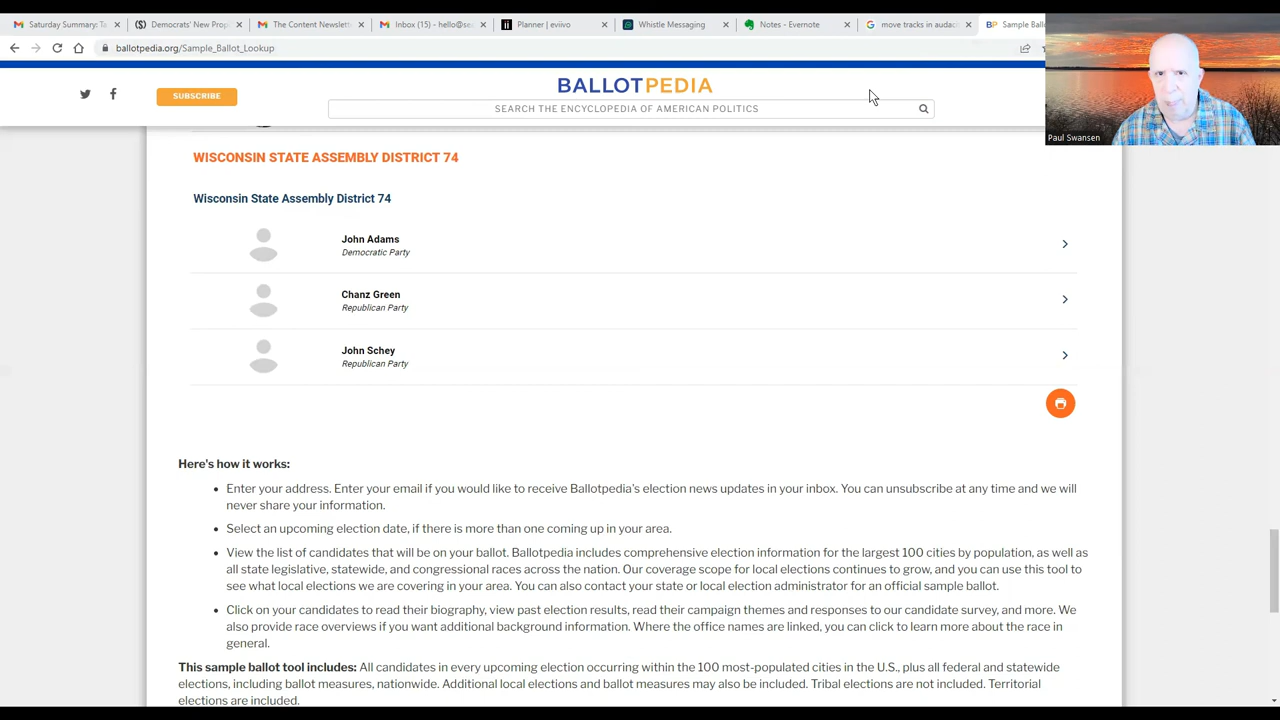 Saturday Summary: Ta
Democrats' New Prop
The Content Newslett
Inbox (15) - hello@se
Planner | eviivo
Whistle Messaging
Notes - Evernote
move tracks in audac
Sample Ball
ballotpedia.org/Sample_Ballot_Lookup
SUBSCRIBE
BALLOTPEDIA
SEARCH THE ENCYCLOPEDIA OF AMERICAN POLITICS
Paul Swansen
WISCONSIN STATE ASSEMBLY DISTRICT 74
Wisconsin State Assembly District 74
John Adams
Democratic Party
Chanz Green
Republican Party
John Schey
Republican Party
Here's how it works:
Enter your address. Enter your email if you would like to receive Ballotpedia's election news updates in your inbox. You can unsubscribe at any time and we will
never share your information.
Select an upcoming election date, if there is more than one coming up in your area.
View the list of candidates that will be on your ballot. Ballotpedia includes comprehensive election information for the largest 100 cities by population, as well as
all state legislative, statewide, and congressional races across the nation. Our coverage scope for local elections continues to grow, and you can use this tool to
see what local elections we are covering in your area. You can also contact your state or local election administrator for an official sample ballot.
Click on your candidates to read their biography, view past election results, read their campaign themes and responses to our candidate survey, and more. We
also provide race overviews if you want additional background information. Where the office names are linked, you can click to learn more about the race in
general.
This sample ballot tool includes: All candidates in every upcoming election occurring within the 100 most-populated cities in the U.S., plus all federal and statewide
elections, including ballot measures, nationwide. Additional local elections and ballot measures may also be included. Tribal elections are not included. Territorial
elections are included.